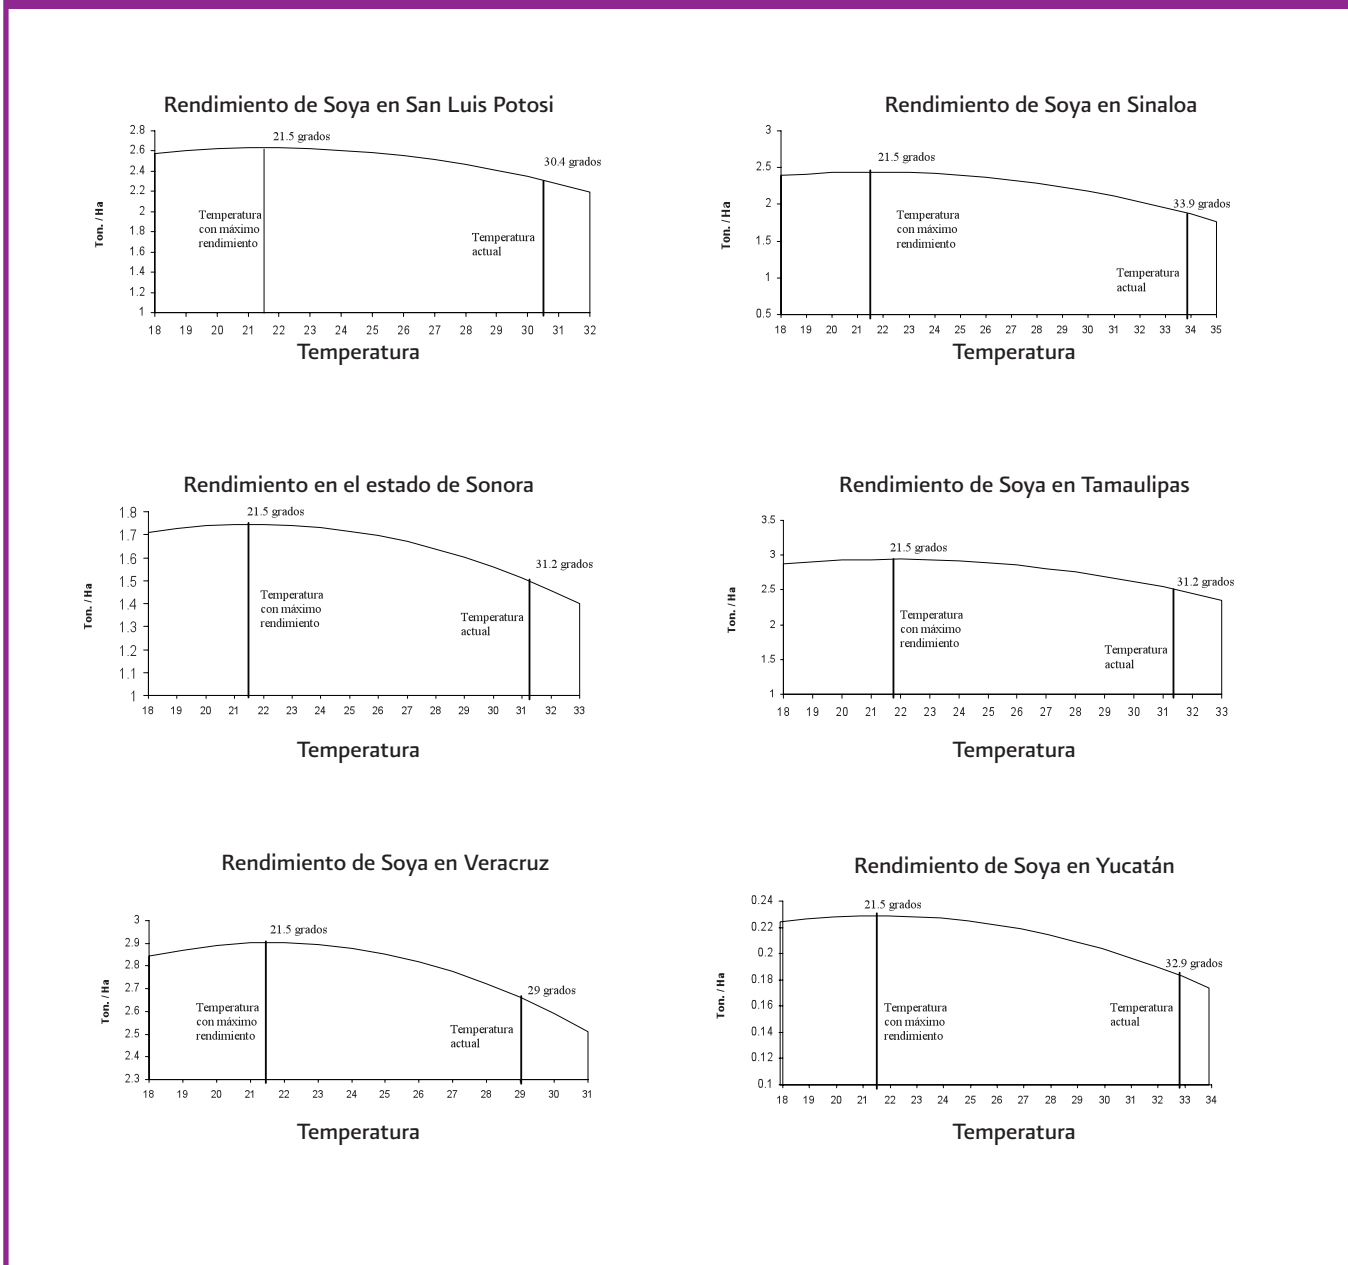 Rendimiento de Soya en San Luis Potosi
2.8
2.6
2.4
2.2
2
1.8
1.6
1.4
1.2
1
Ton. / Ha
21.5 grados
30.4 grados
Temperatura
con máximo
rendimiento
Temperatura
actual
18 19 20 21 22 23 24 25 26 27 28 29 30 31 32
Temperatura
Rendimiento de Soya en Sinaloa
3
2.5
2
1.5
1
0.5
Ton. / Ha
21.5 grados
33.9 grados
Temperatura
con máximo
rendimiento
Temperatura
actual
18 19 20 21 22 23 24 25 26 27 28 29 30 31 32 33 34 35
Temperatura
Rendimiento en el estado de Sonora
1.8
1.7
1.6
1.5
1.4
1.3
1.2
1.1
1
Ton. / Ha
21.5 grados
31.2 grados
Temperatura
con máximo
rendimiento
Temperatura
actual
18 19 20 21 22 23 24 25 26 27 28 29 30 31 32 33
Temperatura
Rendimiento de Soya en Tamaulipas
3.5
3
2.5
2
1.5
1
Ton. / Ha
21.5 grados
31.2 grados
Temperatura
con máximo
rendimiento
Temperatura
actual
18 19 20 21 22 23 24 25 26 27 28 29 30 31 32 33
Temperatura
Rendimiento de Soya en Veracruz
3
2.9
2.8
2.7
2.6
2.5
2.4
2.3
Ton. / Ha
21.5 grados
29 grados
Temperatura
con máximo
rendimiento
Temperatura
actual
18 19 20 21 22 23 24 25 26 27 28 29 30 31
Temperatura
Rendimiento de Soya en Yucatán
0.24
0.22
0.2
0.18
0.16
0.14
0.12
0.1
Ton. / Ha
21.5 grados
32.9 grados
Temperatura
con máximo
rendimiento
Temperatura
actual
18 19 20 21 22 23 24 25 26 27 28 29 30 31 32 33 34
Temperatura